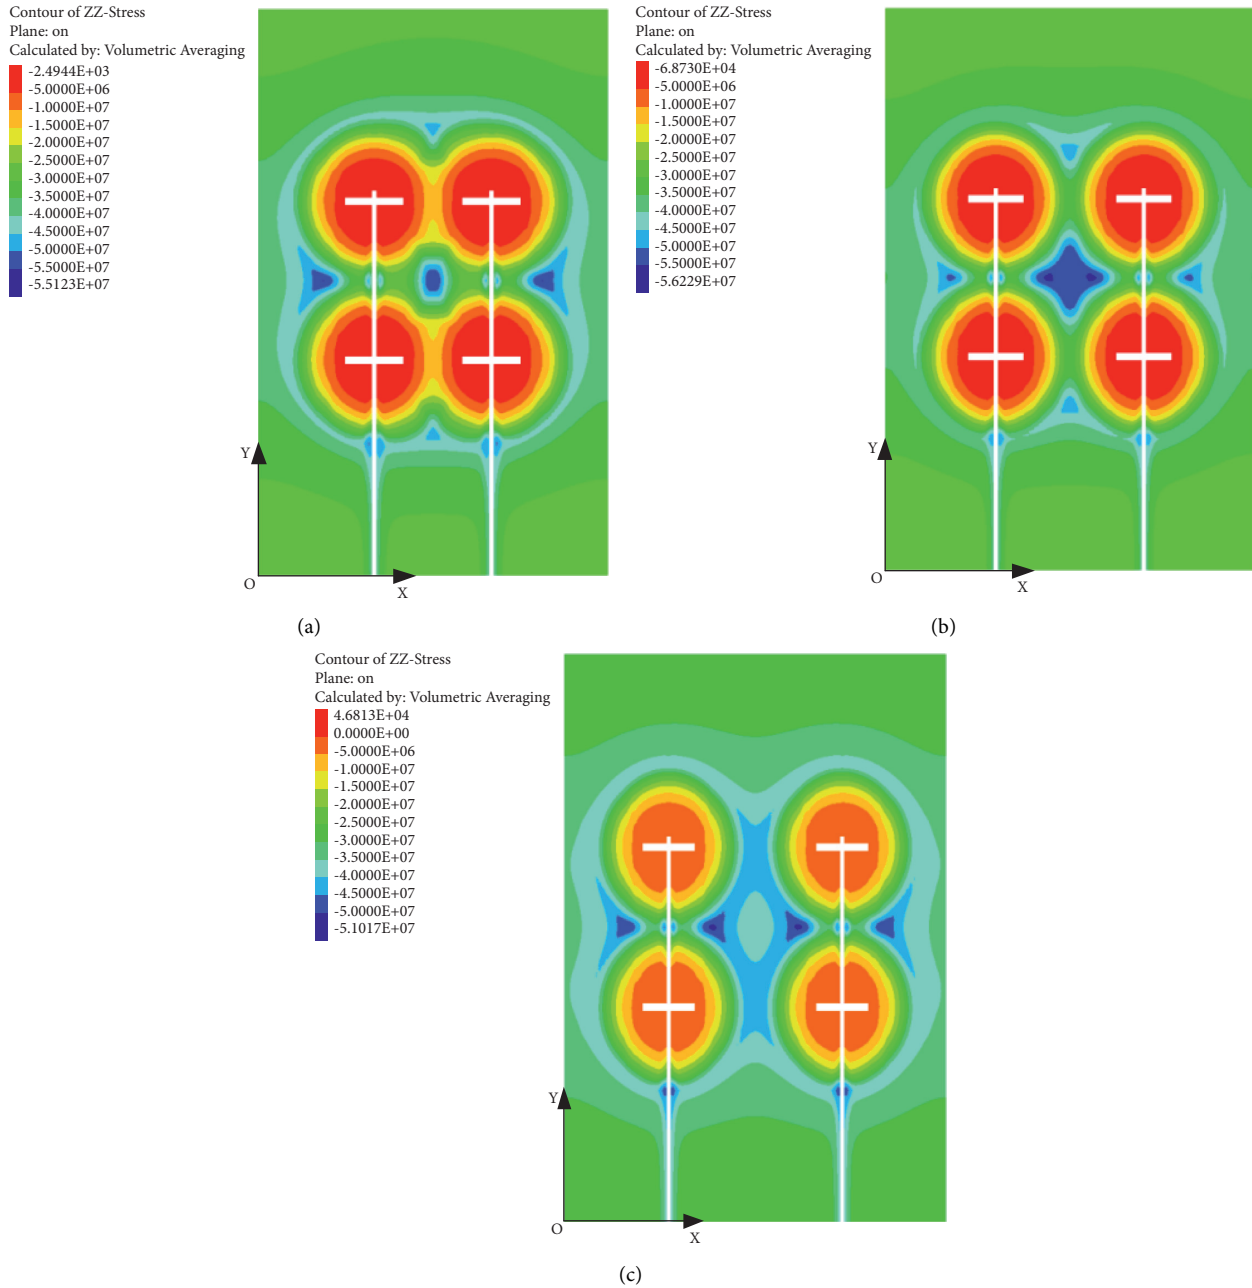 Contour of ZZ-Stress
Plane: on
Calculated by: Volumetric Averaging
-2.4944E+03
-5.0000E+06
-1.0000E+07
-1.5000E+07
-2.0000E+07
-2.5000E+07
-3.0000E+07
-3.5000E+07
-4.0000E+07
-4.5000E+07
-5.0000E+07
-5.5000E+07
-5.5123E+07
Y
O
X
(a)
Contour of ZZ-Stress
Plane: on
Calculated by: Volumetric Averaging
-6.8730E+04
-5.0000E+06
-1.0000E+07
-1.5000E+07
-2.0000E+07
-2.5000E+07
-3.0000E+07
-3.5000E+07
-4.0000E+07
-4.5000E+07
-5.0000E+07
-5.5000E+07
-5.6229E+07
Y
O
X
(b)
Contour of ZZ-Stress
Plane: on
Calculated by: Volumetric Averaging
4.6813E+04
0.0000E+00
-5.0000E+06
-1.0000E+07
-1.5000E+07
-2.0000E+07
-2.5000E+07
-3.0000E+07
-3.5000E+07
-4.0000E+07
-4.5000E+07
-5.0000E+07
-5.1017E+07
Y
O
X
(c)